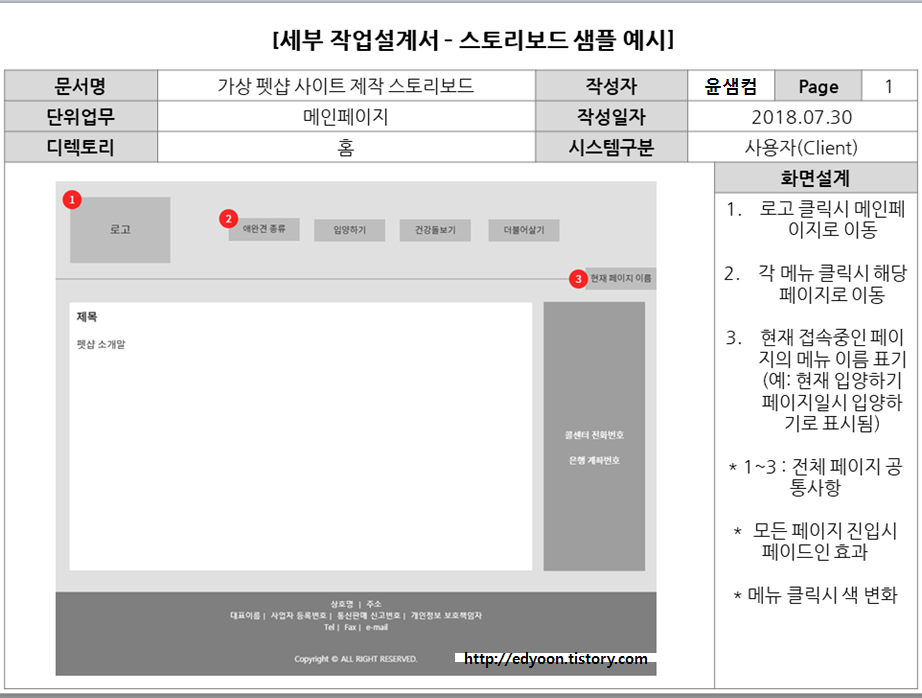 [세부 작업설계서 - 스토리보드 샘플 예시]
문서명 가상 펫샵 사이트 제작 스토리보드 작성자 윤샘컴 Page 1
단위업무 메인페이지 작성일자 2018.07.30
디렉토리 홈 시스템구분 사용자(Client)
화면설계
1
로고
2
애완견 종류 입양하기 건강돌보기 더불어살기
3 현재 페이지 이름
제목
펫샵 소개말
콜센터 전화번호
은행 계좌번호
상호명 | 주소
대표이름 | 사업자 등록번호 | 통신판매 신고번호 | 개인정보 보호책임자
Tel | Fax | e-mail
Copyright © ALL RIGHT RESERVED.
http://edyoon.tistory.com
1. 로고 클릭시 메인페
이지로 이동
2. 각 메뉴 클릭시 해당
페이지로 이동
3. 현재 접속중인 페이
지의 메뉴 이름 표기
(예: 현재 입양하기
페이지일시 입양하
기로 표시됨)
* 1~3 : 전체 페이지 공
통사항
* 모든 페이지 진입시
페이드인 효과
* 메뉴 클릭시 색 변화